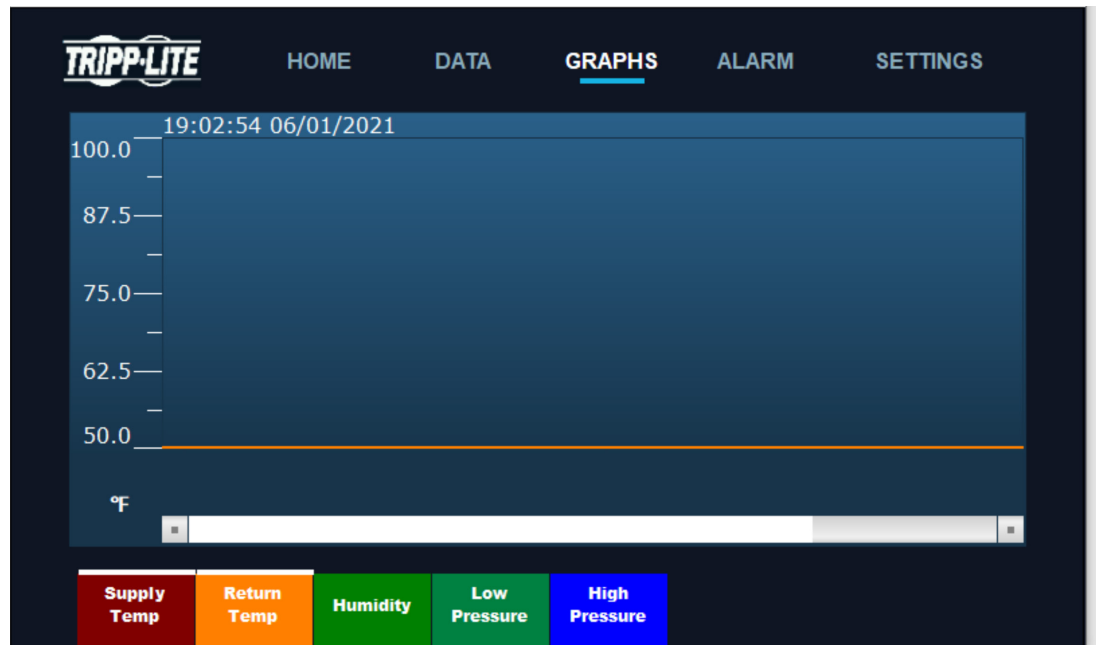 TRIPP·LITE HOME DATA GRAPHS ALARM SETTINGS
19:02:54 06/01/2021
100.0
87.5
75.0
62.5
50.0
°F
Supply
Temp
Return
Temp
Humidity
Low
Pressure
High
Pressure